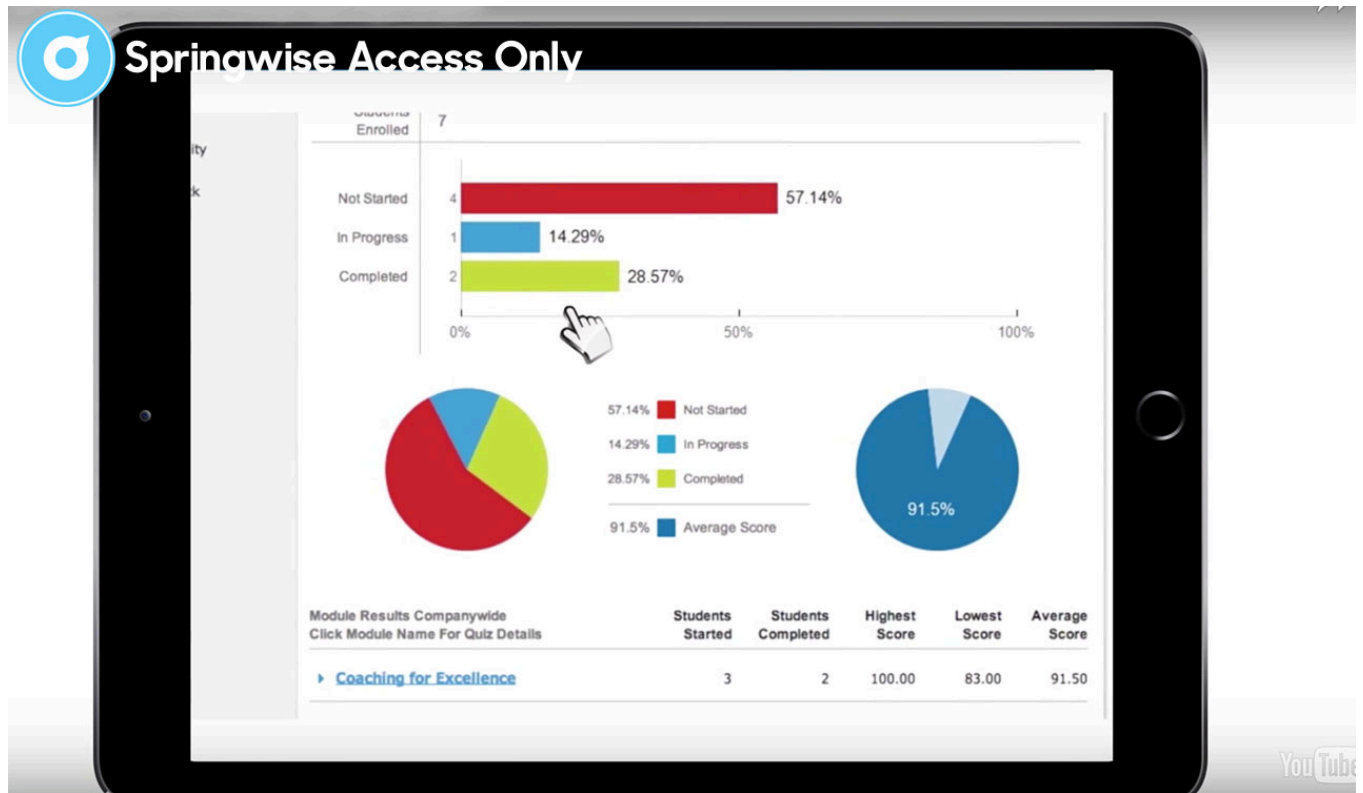 Springwise Access Only
Students
Enrolled 7
ity
k
Not Started 4 57.14%
In Progress 1 14.29%
Completed 2 28.57%
0% 50% 100%
57.14% Not Started
14.29% In Progress
28.57% Completed
91.5% Average Score
91.5%
Module Results Companywide Students Students Highest Lowest Average
Click Module Name For Quiz Details Started Completed Score Score Score
Coaching for Excellence 3 2 100.00 83.00 91.50
YouTube